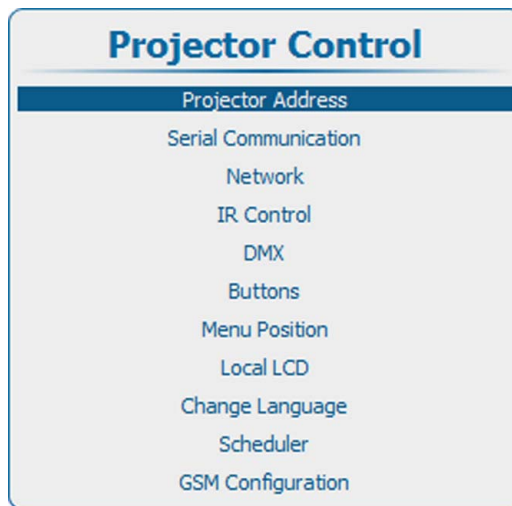 Projector Control
Projector Address
Serial Communication
Network
IR Control
DMX
Buttons
Menu Position
Local LCD
Change Language
Scheduler
GSM Configuration